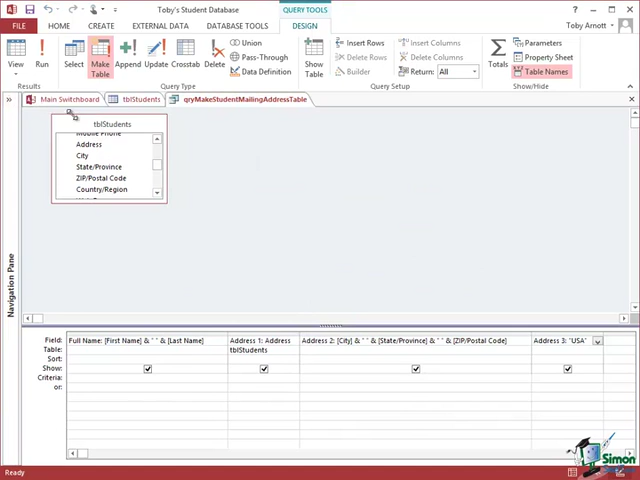 Toby's Student Database
QUERY TOOLS
Toby Arnott
FILE
HOME
CREATE
EXTERNAL DATA
DATABASE TOOLS
DESIGN
View
Run
Select
Make Table
Append
Update
Crosstab
Delete
Union
Pass-Through
Data Definition
Show Table
Insert Rows
Delete Rows
Builder
Insert Columns
Delete Columns
Return: All
Totals
Parameters
Property Sheet
Table Names
Results
Query Type
Query Setup
Show/Hide
Main Switchboard
tblStudents
qryMakeStudentMailingAddressTable
tblStudents
Mobile Phone
Address
City
State/Province
ZIP/Postal Code
Country/Region
Navigation Pane
Field: Full Name: [First Name] & " " & [Last Name] Address 1: Address Address 2: [City] & " " & [State/Province] & " " & [ZIP/Postal Code] Address 3: "USA"
Table: tblStudents
Sort:
Show:
Criteria:
or:
Ready
Simon